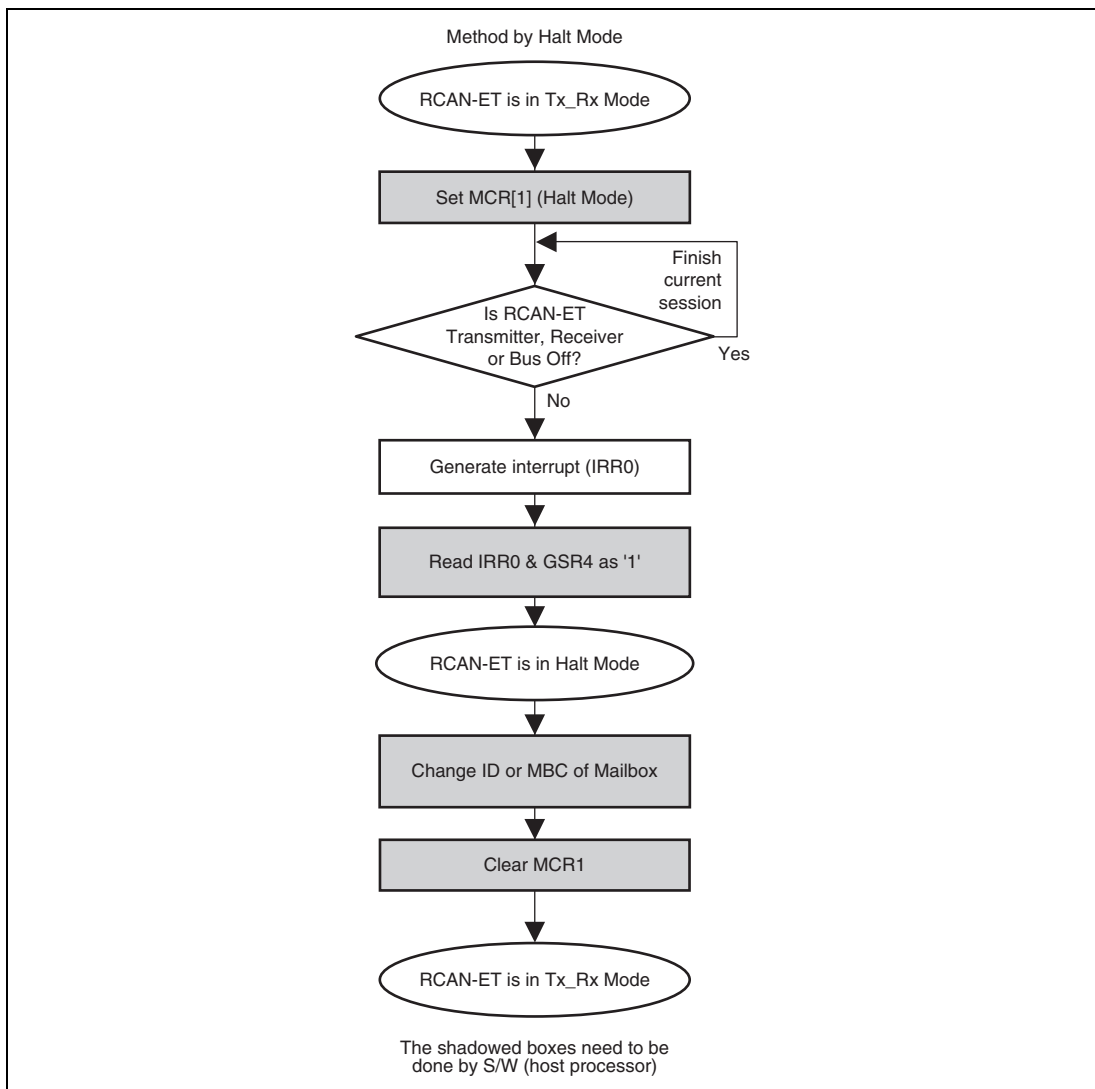 Method by Halt Mode
RCAN-ET is in Tx_Rx Mode
Set MCR[1] (Halt Mode)
Finish
current
session
Is RCAN-ET
Transmitter, Receiver
or Bus Off?
Yes
No
Generate interrupt (IRR0)
Read IRR0 & GSR4 as '1'
RCAN-ET is in Halt Mode
Change ID or MBC of Mailbox
Clear MCR1
RCAN-ET is in Tx_Rx Mode
The shadowed boxes need to be
done by S/W (host processor)